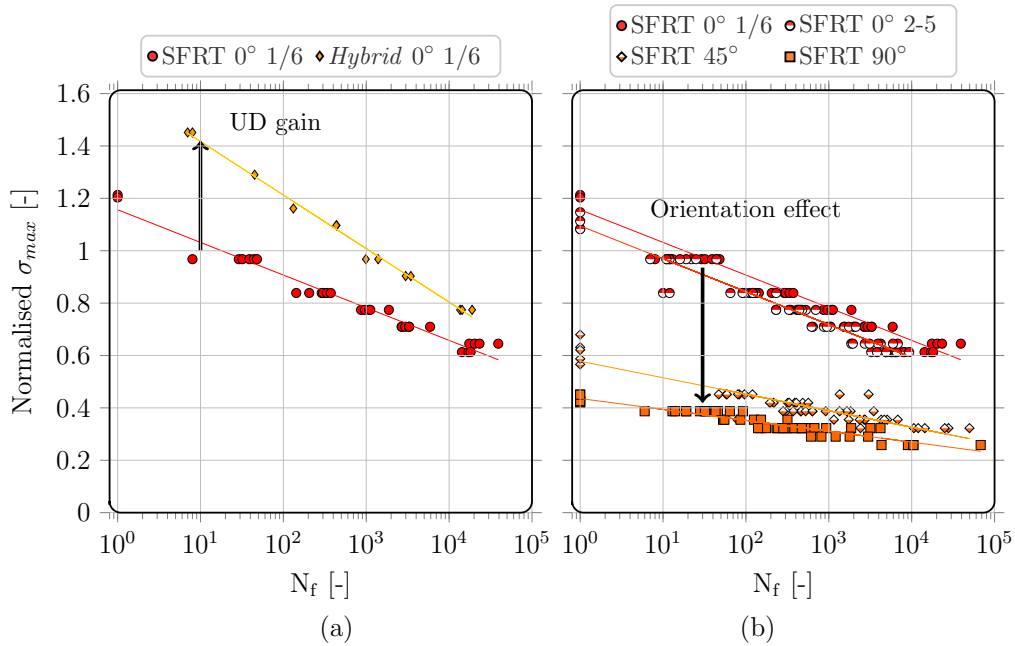 SFRT 0° 1/6 Hybrid 0° 1/6
SFRT 0° 1/6 SFRT 0° 2-5
SFRT 45° SFRT 90°
Normalised σmax [-]
1.6
1.4
1.2
1
0.8
0.6
0.4
0.2
0
UD gain
10^0 10^1 10^2 10^3 10^4 10^5
N_f [-]
(a)
Orientation effect
10^0 10^1 10^2 10^3 10^4 10^5
N_f [-]
(b)